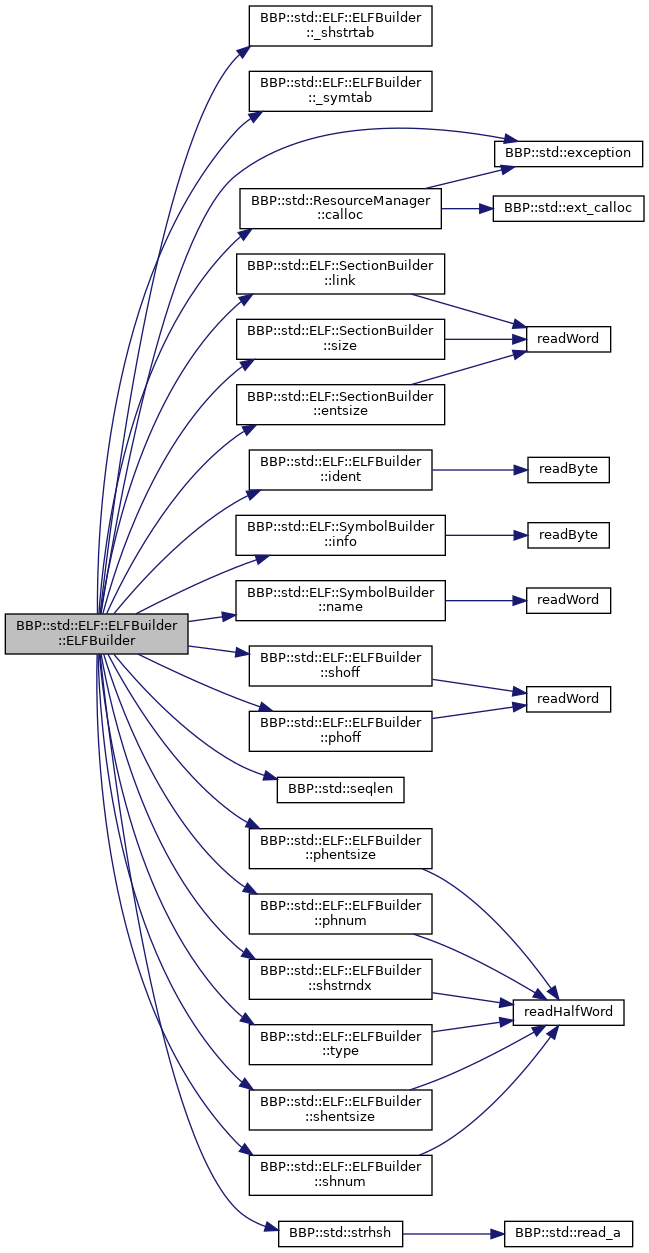 BBP::std::ELF::ELFBuilder
::_shstrtab
BBP::std::ELF::ELFBuilder
::_symtab
BBP::std::exception
BBP::std::ResourceManager
::calloc
BBP::std::ext_calloc
BBP::std::ELF::SectionBuilder
::link
BBP::std::ELF::SectionBuilder
::size
readWord
BBP::std::ELF::SectionBuilder
::entsize
BBP::std::ELF::ELFBuilder
::ident
readByte
BBP::std::ELF::SymbolBuilder
::info
readByte
BBP::std::ELF::SymbolBuilder
::name
readWord
BBP::std::ELF::ELFBuilder
::ELFBuilder
BBP::std::ELF::ELFBuilder
::shoff
readWord
BBP::std::ELF::ELFBuilder
::phoff
BBP::std::seqlen
BBP::std::ELF::ELFBuilder
::phentsize
BBP::std::ELF::ELFBuilder
::phnum
BBP::std::ELF::ELFBuilder
::shstrndx
readHalfWord
BBP::std::ELF::ELFBuilder
::type
BBP::std::ELF::ELFBuilder
::shentsize
BBP::std::ELF::ELFBuilder
::shnum
BBP::std::strhsh
BBP::std::read_a